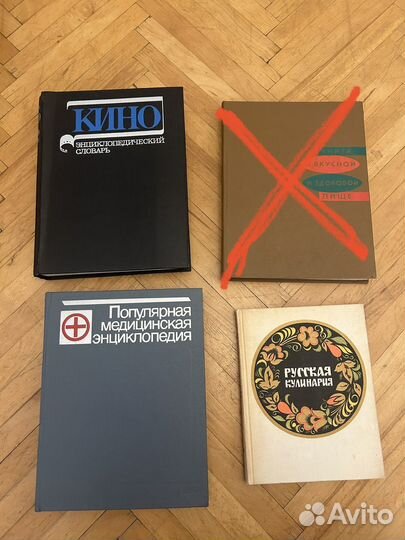 КИНО
ЭНЦИКЛОПЕДИЧЕСКИЙ
СЛОВАРЬ
КНИГА
ВКУСНОЙ
И ЗДОРОВОЙ
ПИЩЕ
Популярная
медицинская
энциклопедия
РУССКАЯ
КУЛИНАРИЯ
Avito